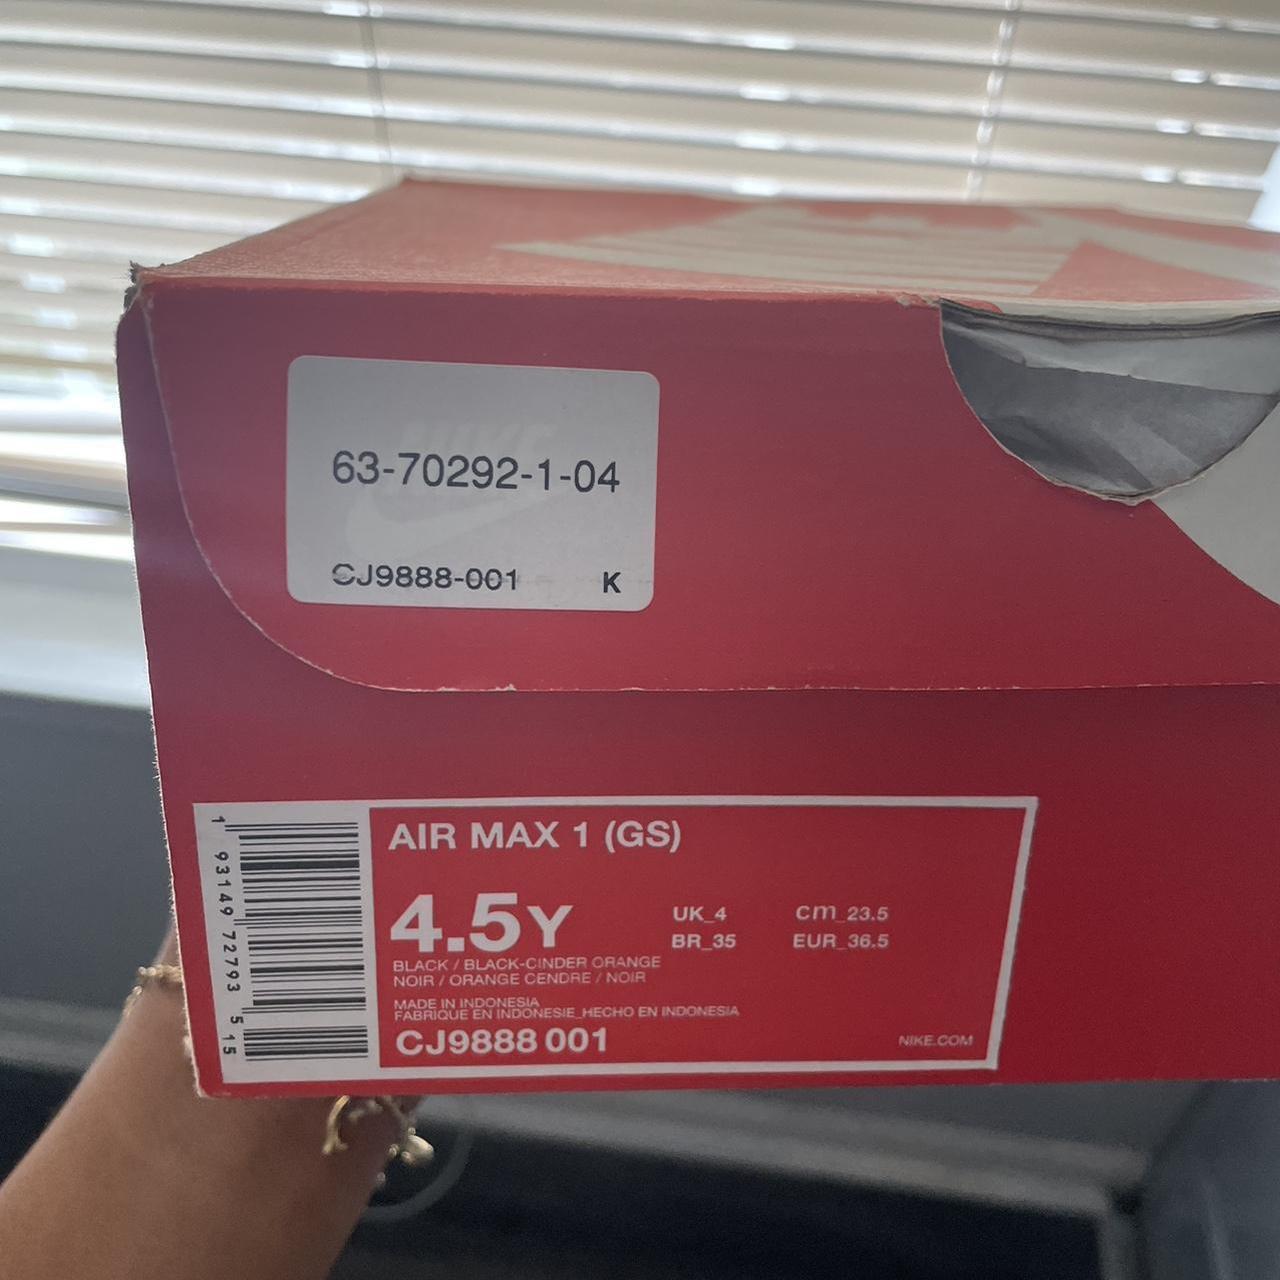 NIKE
63-70292-1-04
CJ9888-001 K
1 93149 72793 5 15
AIR MAX 1 (GS)
4.5Y
UK_4 cm_23.5
BR_35 EUR_36.5
BLACK / BLACK-CINDER ORANGE
NOIR / ORANGE CENDRE / NOIR
MADE IN INDONESIA
FABRIQUE EN INDONESIE_HECHO EN INDONESIA
CJ9888 001
NIKE.COM